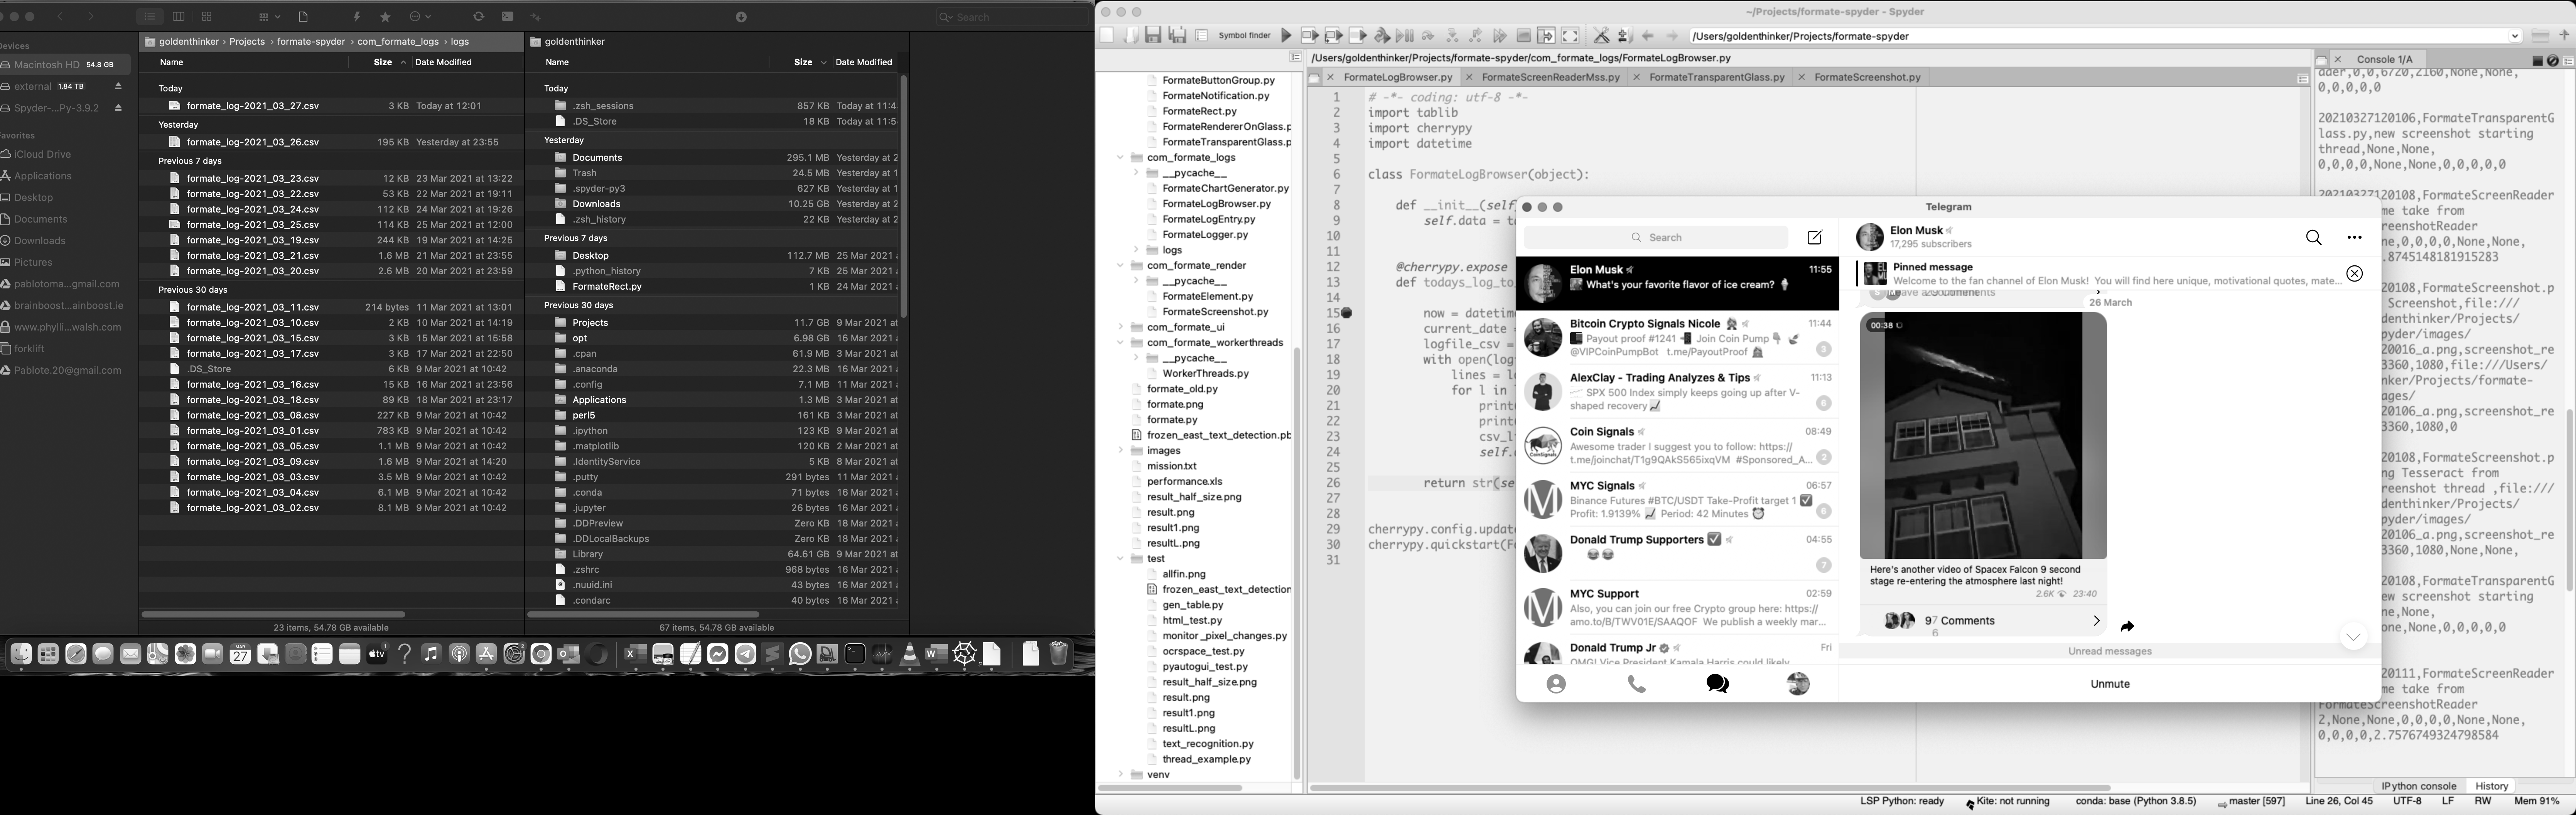 Search
Devices
Macintosh HD 54.8 GB
external 1.84 TB
Spyder-...Py-3.9.2
Favorites
iCloud Drive
Applications
Desktop
Documents
Downloads
Pictures
pablotoma...gmail.com
brainboost...ainboost.ie
www.phylli...walsh.com
forklift
Pablote.20@gmail.com
goldenthinker › Projects › formate-spyder › com_formate_logs › logs
Name Size Date Modified
Today
formate_log-2021_03_27.csv 3 KB Today at 12:01
Yesterday
formate_log-2021_03_26.csv 195 KB Yesterday at 23:55
Previous 7 days
formate_log-2021_03_23.csv 12 KB 23 Mar 2021 at 13:22
formate_log-2021_03_22.csv 53 KB 22 Mar 2021 at 19:11
formate_log-2021_03_24.csv 112 KB 24 Mar 2021 at 19:26
formate_log-2021_03_25.csv 114 KB 25 Mar 2021 at 12:00
formate_log-2021_03_19.csv 244 KB 19 Mar 2021 at 14:25
formate_log-2021_03_21.csv 1.6 MB 21 Mar 2021 at 23:55
formate_log-2021_03_20.csv 2.6 MB 20 Mar 2021 at 23:59
Previous 30 days
formate_log-2021_03_11.csv 214 bytes 11 Mar 2021 at 13:01
formate_log-2021_03_10.csv 2 KB 10 Mar 2021 at 14:19
formate_log-2021_03_15.csv 3 KB 15 Mar 2021 at 15:58
formate_log-2021_03_17.csv 3 KB 17 Mar 2021 at 22:50
.DS_Store 6 KB 9 Mar 2021 at 10:42
formate_log-2021_03_16.csv 15 KB 16 Mar 2021 at 23:56
formate_log-2021_03_18.csv 89 KB 18 Mar 2021 at 23:17
formate_log-2021_03_08.csv 227 KB 9 Mar 2021 at 10:42
formate_log-2021_03_01.csv 783 KB 9 Mar 2021 at 10:42
formate_log-2021_03_05.csv 1.1 MB 9 Mar 2021 at 10:42
formate_log-2021_03_09.csv 1.6 MB 9 Mar 2021 at 14:20
formate_log-2021_03_03.csv 3.5 MB 9 Mar 2021 at 10:42
formate_log-2021_03_04.csv 6.1 MB 9 Mar 2021 at 10:42
formate_log-2021_03_02.csv 8.1 MB 9 Mar 2021 at 10:42
23 items, 54.78 GB available
goldenthinker
Name Size Date Modified
Today
.zsh_sessions 857 KB Today at 11:4
.DS_Store 18 KB Today at 11:5
Yesterday
Documents 295.1 MB Yesterday at 2
Trash 24.5 MB Yesterday at 1
.spyder-py3 627 KB Yesterday at 1
Downloads 10.25 GB Yesterday at 2
.zsh_history 22 KB Yesterday at 2
Previous 7 days
Desktop 112.7 MB 25 Mar 2021 a
.python_history 7 KB 25 Mar 2021 a
FormateRect.py 1 KB 24 Mar 2021 a
Previous 30 days
Projects 11.7 GB 9 Mar 2021 at
opt 6.98 GB 16 Mar 2021 a
.cpan 61.9 MB 3 Mar 2021 at
.anaconda 22.3 MB 16 Mar 2021 a
.config 7.1 MB 11 Mar 2021 a
Applications 1.3 MB 3 Mar 2021 at
perl5 161 KB 3 Mar 2021 at
.ipython 123 KB 9 Mar 2021 at
.matplotlib 120 KB 2 Mar 2021 at
.IdentityService 5 KB 8 Mar 2021 at
.putty 291 bytes 11 Mar 2021 a
.conda 71 bytes 16 Mar 2021 a
.jupyter 26 bytes 16 Mar 2021 a
.DDPreview Zero KB 18 Mar 2021 a
.DDLocalBackups Zero KB 18 Mar 2021 a
Library 64.61 GB 9 Mar 2021 at
.zshrc 968 bytes 16 Mar 2021 a
.nuuid.ini 43 bytes 16 Mar 2021 a
.condarc 40 bytes 16 Mar 2021 a
67 items, 54.78 GB available
MAR
27
tv
~/Projects/formate-spyder - Spyder
Symbol finder
/Users/goldenthinker/Projects/formate-spyder
/Users/goldenthinker/Projects/formate-spyder/com_formate_logs/FormateLogBrowser.py
FormateLogBrowser.py
FormateScreenReaderMss.py
FormateTransparentGlass.py
FormateScreenshot.py
FormateButtonGroup.py
FormateNotification.py
FormateRect.py
FormateRendererOnGlass.p
FormateTransparentGlass.p
com_formate_logs
__pycache__
FormateChartGenerator.py
FormateLogBrowser.py
FormateLogEntry.py
FormateLogger.py
logs
com_formate_render
__pycache__
FormateElement.py
FormateScreenshot.py
com_formate_ui
com_formate_workerthreads
__pycache__
WorkerThreads.py
formate_old.py
formate.png
formate.py
frozen_east_text_detection.pb
images
mission.txt
performance.xls
result_half_size.png
result.png
result1.png
resultL.png
test
allfin.png
frozen_east_text_detection
gen_table.py
html_test.py
monitor_pixel_changes.py
ocrspace_test.py
pyautogui_test.py
result_half_size.png
result.png
result1.png
resultL.png
text_recognition.py
thread_example.py
venv
1 # -*- coding: utf-8 -*-
2 import tablib
3 import cherrypy
4 import datetime
5
6 class FormateLogBrowser(object):
7
8 def __init__(self
9 self.data = t
10
11
12 @cherrypy.expose
13 def todays_log_to
14
15 now = datetim
16 current_date =
17 logfile_csv =
18 with open(log
19 lines = l
20 for l in
21 print
22 print
23 csv_l
24 self.
25
26 return str(se
27
28
29 cherrypy.config.update
30 cherrypy.quickstart(F
31
Telegram
Search
Elon Musk 11:55
What's your favorite flavor of ice cream?
Bitcoin Crypto Signals Nicole 11:44
Payout proof #1241 Join Coin Pump
@VIPCoinPumpBot t.me/PayoutProof 3
AlexClay - Trading Analyzes & Tips 11:13
SPX 500 Index simply keeps going up after V-
shaped recovery 6
Coin Signals 08:49
Awesome trader I suggest you to follow: https://
t.me/joinchat/T1g9QAkS565ixqVM #Sponsored_A... 2
MYC Signals 06:57
Binance Futures #BTC/USDT Take-Profit target 1
Profit: 1.9139% Period: 42 Minutes 6
Donald Trump Supporters 04:55
7
MYC Support 02:59
Also, you can join our free Crypto group here: https://
amo.to/B/TWV01E/SAAQOF We publish a weekly mar...
Donald Trump Jr Fri
OMG! Vice President Kamala Harris could likely
Elon Musk
17,295 subscribers
Pinned message
Welcome to the fan channel of Elon Musk! You will find here unique, motivational quotes, mate...
26 March
00:38
Here's another video of Spacex Falcon 9 second
stage re-entering the atmosphere last night!
2.6K 23:40
97 Comments
Unread messages
Unmute
Console 1/A
ader,0,0,6720,2160,None,None,
0,0,0,0,0
20210327120106,FormateTransparentG
lass.py,new screenshot starting
thread,None,None,
0,0,0,0,None,None,0,0,0,0,0
20210327120108,FormateScreenReader
me take from
eenshotReader
ne,0,0,0,0,None,None,
.8745148181915283
20108,FormateScreenshot.p
Screenshot,file:///
denthinker/Projects/
pyder/images/
20016_a.png,screenshot_re
3360,1080,file:///Users/
inker/Projects/formate-
ages/
20106_a.png,screenshot_re
3360,1080,0
20108,FormateScreenshot.p
ng Tesseract from
eenshot thread ,file:///
denthinker/Projects/
pyder/images/
20106_a.png,screenshot_re
3360,1080,None,None,
20108,FormateTransparentG
new screenshot starting
,None,None,
0,None,None,0,0,0,0,0
20111,FormateScreenReader
me take from
FormateScreenshotReader
2,None,None,0,0,0,0,None,None,
0,0,0,0,2.7576749324798584
IPython console History
LSP Python: ready Kite: not running conda: base (Python 3.8.5) master [597] Line 26, Col 45 UTF-8 LF RW Mem 91%